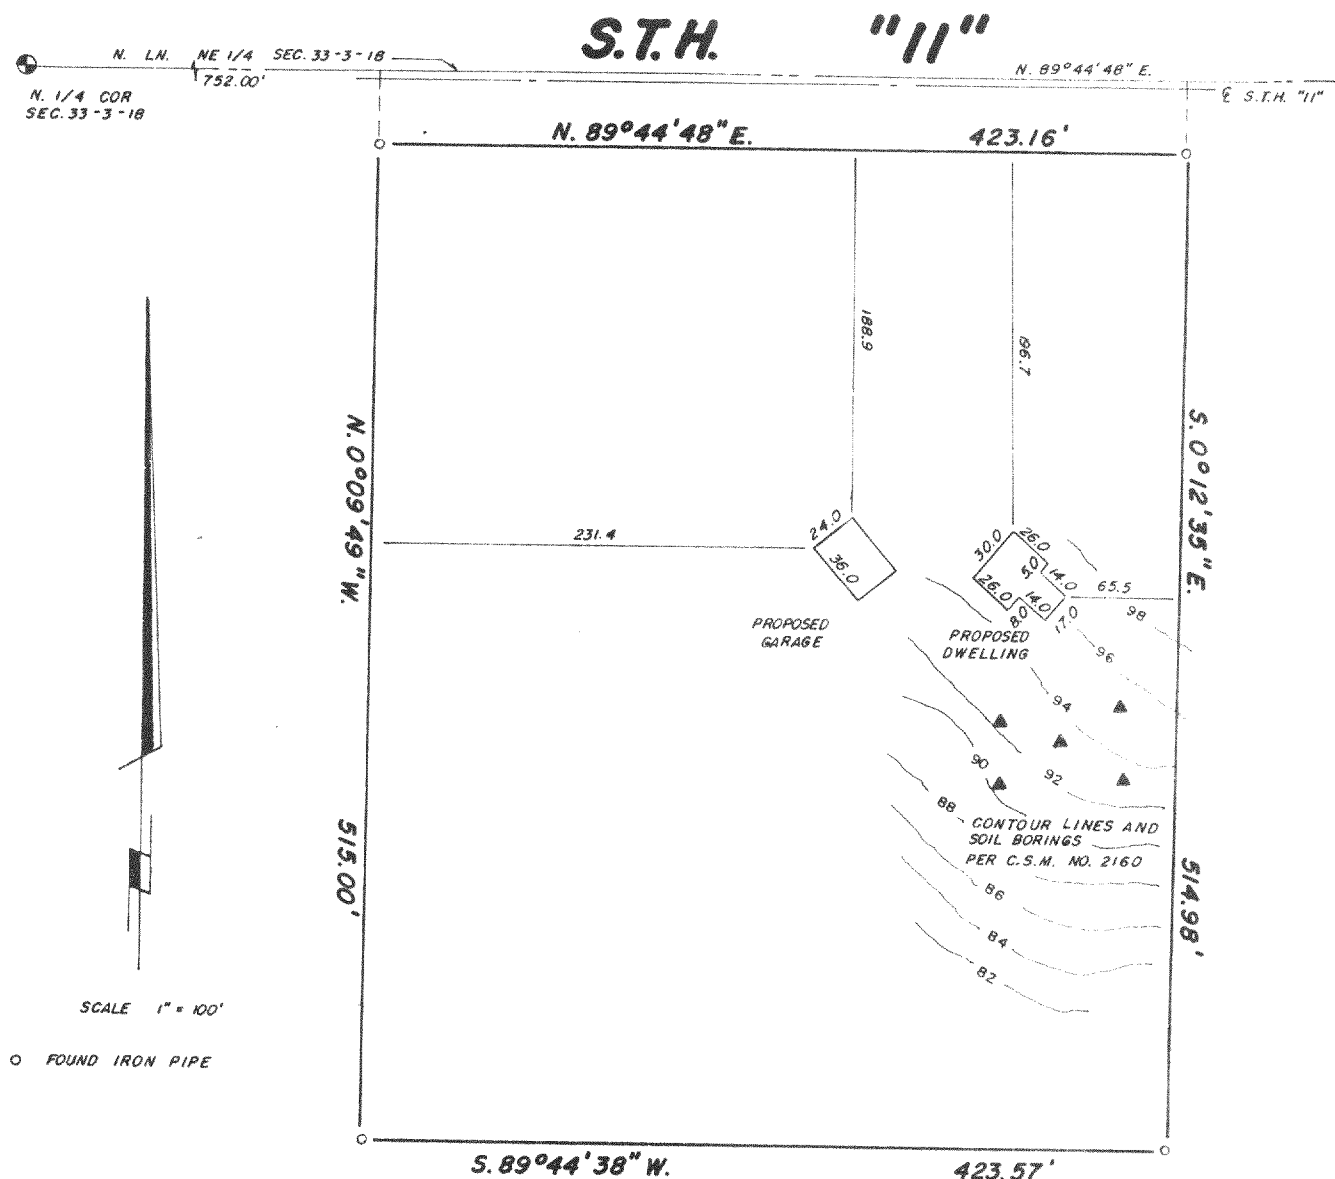 S.T.H. "11"
N. LN. NE 1/4 SEC. 33-3-18
752.00'
N. 89°44'48" E.
℄ S.T.H. "11"
N. 1/4 COR
SEC. 33-3-18
N. 89°44'48" E. 423.16'
188.9
196.7
N. 0°09'49" W.
515.00'
S. 0°12'35" E.
514.98'
231.4
24.0
36.0
PROPOSED
GARAGE
30.0
26.0
5.0
14.0
26.0
14.0
8.0
17.0
65.5
PROPOSED
DWELLING
98
96
94
92
90
88
CONTOUR LINES AND
SOIL BORINGS
PER C.S.M. NO. 2160
86
84
82
SCALE 1" = 100'
O FOUND IRON PIPE
S. 89°44'38" W. 423.57'